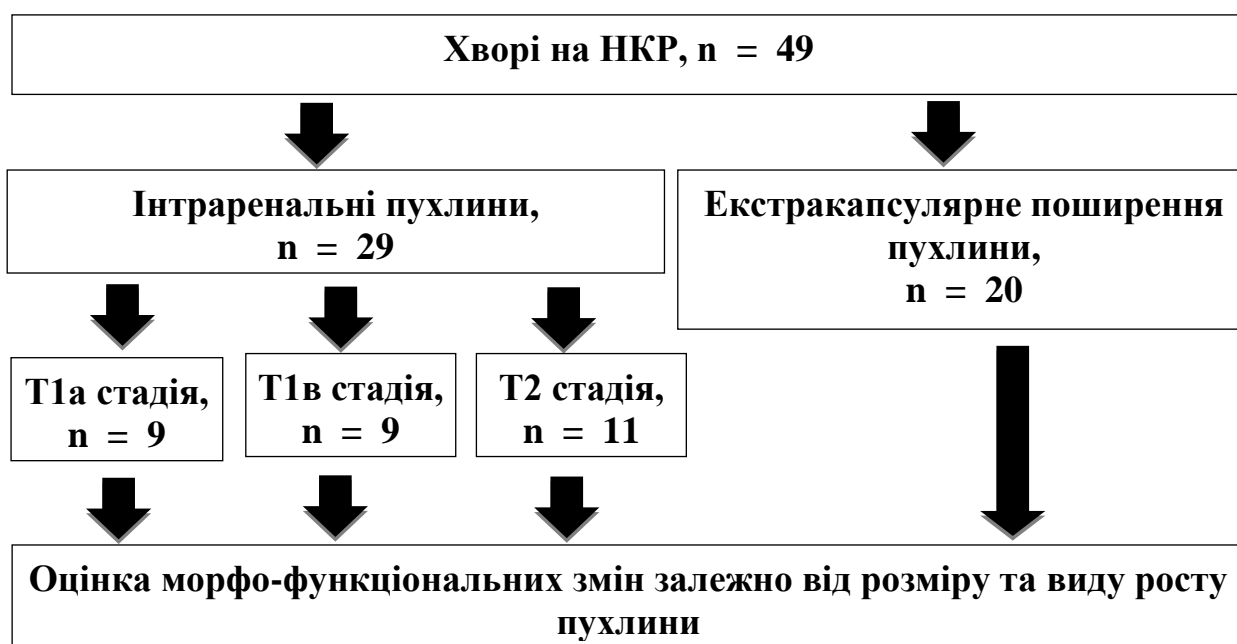 Хворі на НКР, n = 49
Інтраренальні пухлини,
n = 29
Екстракапсулярне поширення
пухлини,
n = 20
Т1а стадія,
n = 9
Т1в стадія,
n = 9
Т2 стадія,
n = 11
Оцінка морфо-функціональних змін залежно від розміру та виду росту
пухлини